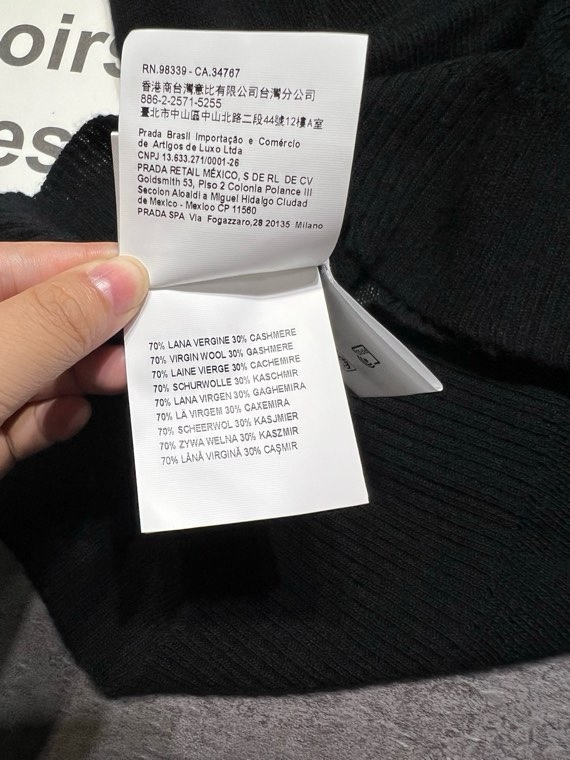 oirs
es
RN.98339 - CA.34767
香港商台灣意比有限公司台灣分公司
886-2-2571-5255
臺北市中山區中山北路二段44號12樓A室
Prada Brasil Importação e Comércio
de Artigos de Luxo Ltda
CNPJ 13.633.271/0001-26
PRADA RETAIL MÉXICO, S DE RL DE CV
Goldsmith 53, Piso 2 Colonia Polance III
Secoion Aloaldi a Miguel Hidalgo Ciudad
de Mexico - Mexico CP 11560
PRADA SPA Via Fogazzaro,28 20135 Milano
70% LANA VERGINE 30% CASHMERE
70% VIRGIN WOOL 30% GASHMERE
70% LAINE VIERGE 30% CACHEMIRE
70% SCHURWOLLE 30% KASCHMIR
70% LANA VIRGEN 30% GAGHEMIRA
70% LÃ VIRGEM 30% CAXEMIRA
70% SCHEERWOL 30% KASJMIER
70% ZYWA WELNA 30% KASZMIR
70% LÂNĂ VIRGINĂ 30% CAŞMIR